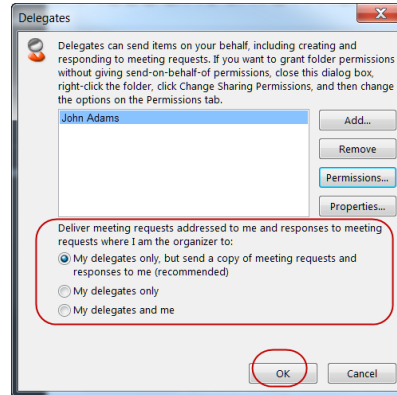 Delegates
Delegates can send items on your behalf, including creating and
responding to meeting requests. If you want to grant folder permissions
without giving send-on-behalf-of permissions, close this dialog box,
right-click the folder, click Change Sharing Permissions, and then change
the options on the Permissions tab.
John Adams
Add...
Remove
Permissions...
Properties...
Deliver meeting requests addressed to me and responses to meeting
requests where I am the organizer to:
My delegates only, but send a copy of meeting requests and
responses to me (recommended)
My delegates only
My delegates and me
OK
Cancel